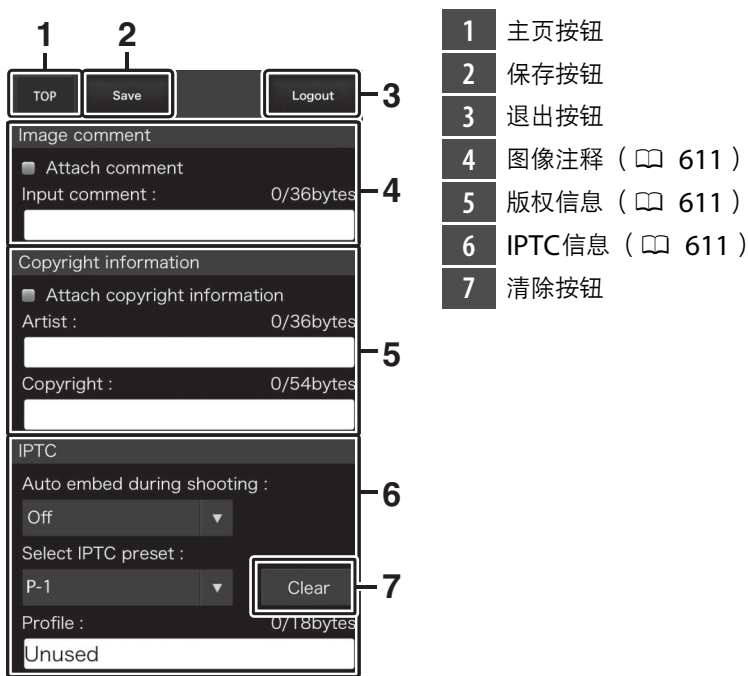 1 2
TOP Save Logout 3
Image comment
Attach comment
Input comment : 0/36bytes 4
Copyright information
Attach copyright information
Artist : 0/36bytes
5
Copyright : 0/54bytes
IPTC
Auto embed during shooting :
6
Off
Select IPTC preset :
P-1 Clear 7
Profile : 0/18bytes
Unused
1 主页按钮
2 保存按钮
3 退出按钮
4 图像注释（ 611 ）
5 版权信息（ 611 ）
6 IPTC信息（ 611 ）
7 清除按钮